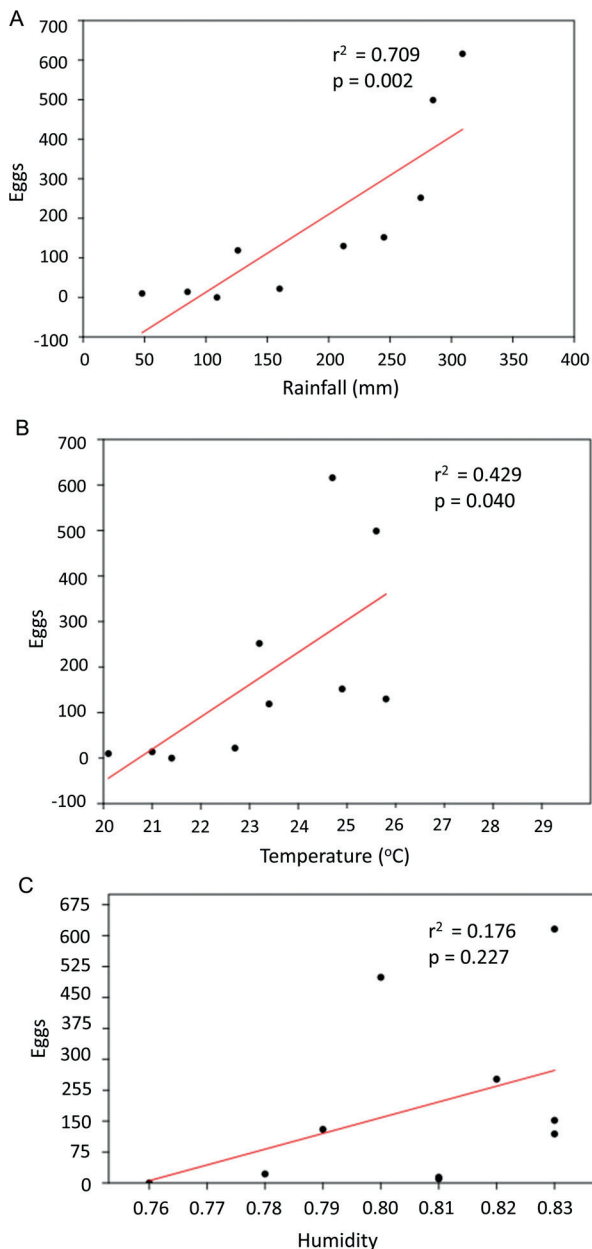 A
700
600
500
400
300
200
100
0
-100
Eggs
r² = 0.709
p = 0.002
0 50 100 150 200 250 300 350 400
Rainfall (mm)
B
700
600
500
400
300
200
100
0
-100
Eggs
r² = 0.429
p = 0.040
20 21 22 23 24 25 26 27 28 29
Temperature (°C)
C
675
600
525
450
375
300
255
150
75
0
Eggs
r² = 0.176
p = 0.227
0.76 0.77 0.78 0.79 0.80 0.81 0.82 0.83
Humidity